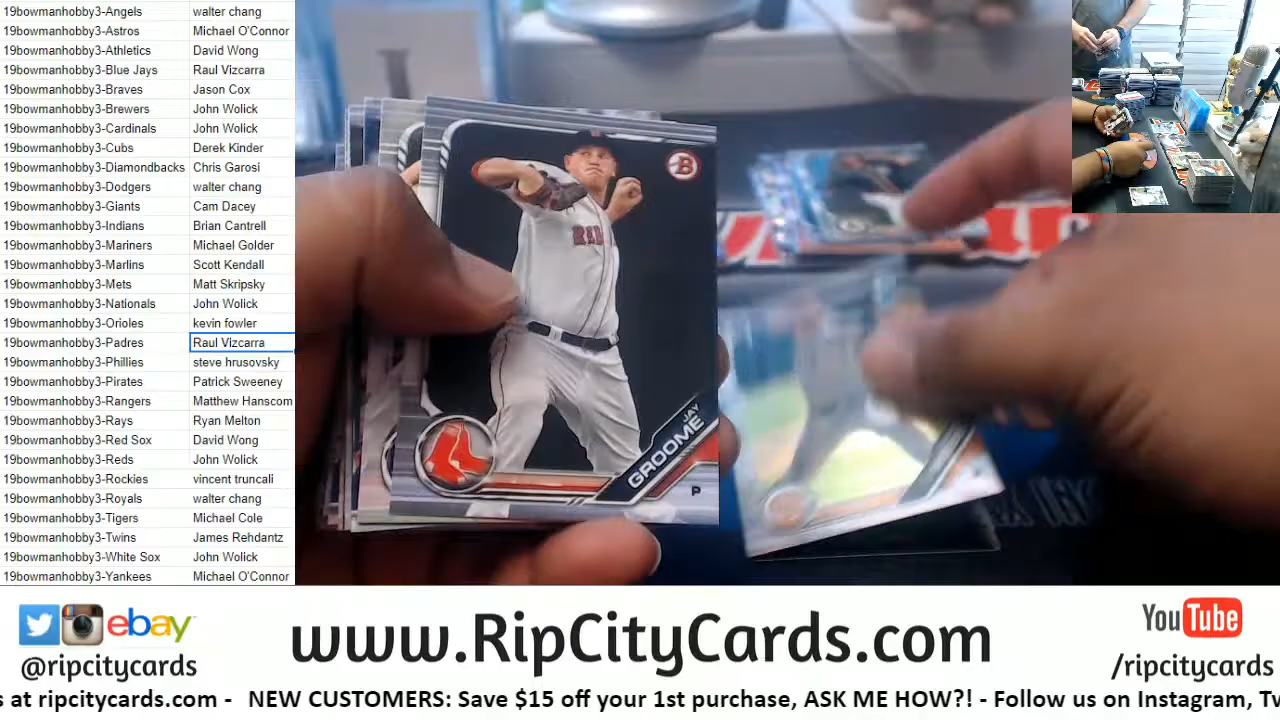 19bowmanhobby3-Angels walter chang
19bowmanhobby3-Astros Michael O'Connor
19bowmanhobby3-Athletics David Wong
19bowmanhobby3-Blue Jays Raul Vizcarra
19bowmanhobby3-Braves Jason Cox
19bowmanhobby3-Brewers John Wolick
19bowmanhobby3-Cardinals John Wolick
19bowmanhobby3-Cubs Derek Kinder
19bowmanhobby3-Diamondbacks Chris Garosi
19bowmanhobby3-Dodgers walter chang
19bowmanhobby3-Giants Cam Dacey
19bowmanhobby3-Indians Brian Cantrell
19bowmanhobby3-Mariners Michael Golder
19bowmanhobby3-Marlins Scott Kendall
19bowmanhobby3-Mets Matt Skripsky
19bowmanhobby3-Nationals John Wolick
19bowmanhobby3-Orioles kevin fowler
19bowmanhobby3-Padres Raul Vizcarra
19bowmanhobby3-Phillies steve hrusovsky
19bowmanhobby3-Pirates Patrick Sweeney
19bowmanhobby3-Rangers Matthew Hanscom
19bowmanhobby3-Rays Ryan Melton
19bowmanhobby3-Red Sox David Wong
19bowmanhobby3-Reds John Wolick
19bowmanhobby3-Rockies vincent truncali
19bowmanhobby3-Royals walter chang
19bowmanhobby3-Tigers Michael Cole
19bowmanhobby3-Twins James Rehdantz
19bowmanhobby3-White Sox John Wolick
19bowmanhobby3-Yankees Michael O'Connor
B
JAY
GROOME
P
ebay
@ripcitycards
www.RipCityCards.com
YouTube
/ripcitycards
s at ripcitycards.com - NEW CUSTOMERS: Save $15 off your 1st purchase, ASK ME HOW?! - Follow us on Instagram, Tw